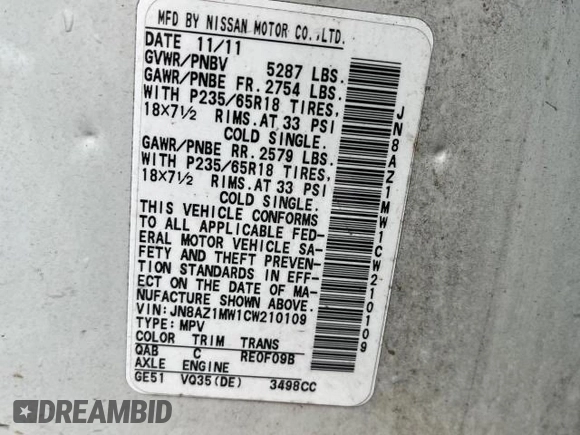 MFD BY NISSAN MOTOR CO.,LTD.
DATE 11/11
GVWR/PNBV 5287 LBS.
GAWR/PNBE FR. 2754 LBS.
WITH P235/65R18 TIRES,
18×7½ RIMS. AT 33 PSI
COLD SINGLE.
GAWR/PNBE RR. 2579 LBS.
WITH P235/65R18 TIRES,
18×7½ RIMS. AT 33 PSI
COLD SINGLE.
THIS VEHICLE CONFORMS
TO ALL APPLICABLE FED-
ERAL MOTOR VEHICLE SA-
FETY AND THEFT PREVEN-
TION STANDARDS IN EFF-
ECT ON THE DATE OF MA-
NUFACTURE SHOWN ABOVE.
VIN: JN8AZ1MW1CW210109
TYPE: MPV
COLOR TRIM TRANS
QAB C RE0F09B
AXLE ENGINE
GE51 VQ35(DE) 3498CC
JN8AZ1MW1CW210109
©DREAMBID